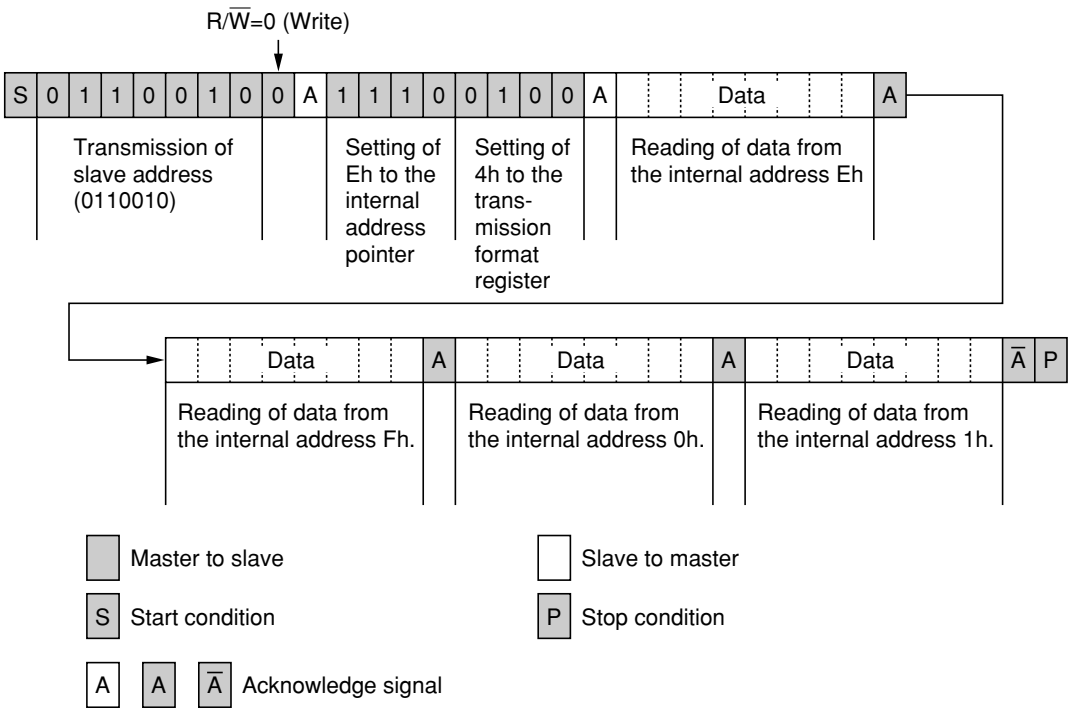 R/W̅=0 (Write)
S 0 1 1 0 0 1 0 0 A 1 1 1 0 0 1 0 0 A Data A
Transmission of
slave address
(0110010)
Setting of
Eh to the
internal
address
pointer
Setting of
4h to the
trans-
mission
format
register
Reading of data from
the internal address Eh
Data A Data A Data A̅ P
Reading of data from
the internal address Fh.
Reading of data from
the internal address 0h.
Reading of data from
the internal address 1h.
Master to slave
Slave to master
S Start condition
P Stop condition
A A A̅ Acknowledge signal